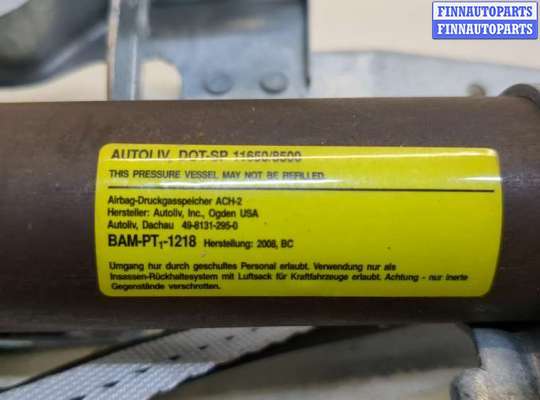 FINNAUTOPARTS
FINNAUTOPARTS
AUTOLIV, DOT-SP 11650/8500
THIS PRESSURE VESSEL MAY NOT BE REFILLED.
Airbag-Druckgasspeicher ACH-2
Hersteller: Autoliv, Inc., Ogden USA
Autoliv, Dachau 49-8131-295-0
BAM-PT₁-1218 Herstellung: 2006, BC
Umgang nur durch geschultes Personal erlaubt. Verwendung nur als
Insassen-Rückhaltesystem mit Luftsack für Kraftfahrzeuge erlaubt. Achtung - nur inerte
Gegenstände verschrotten.